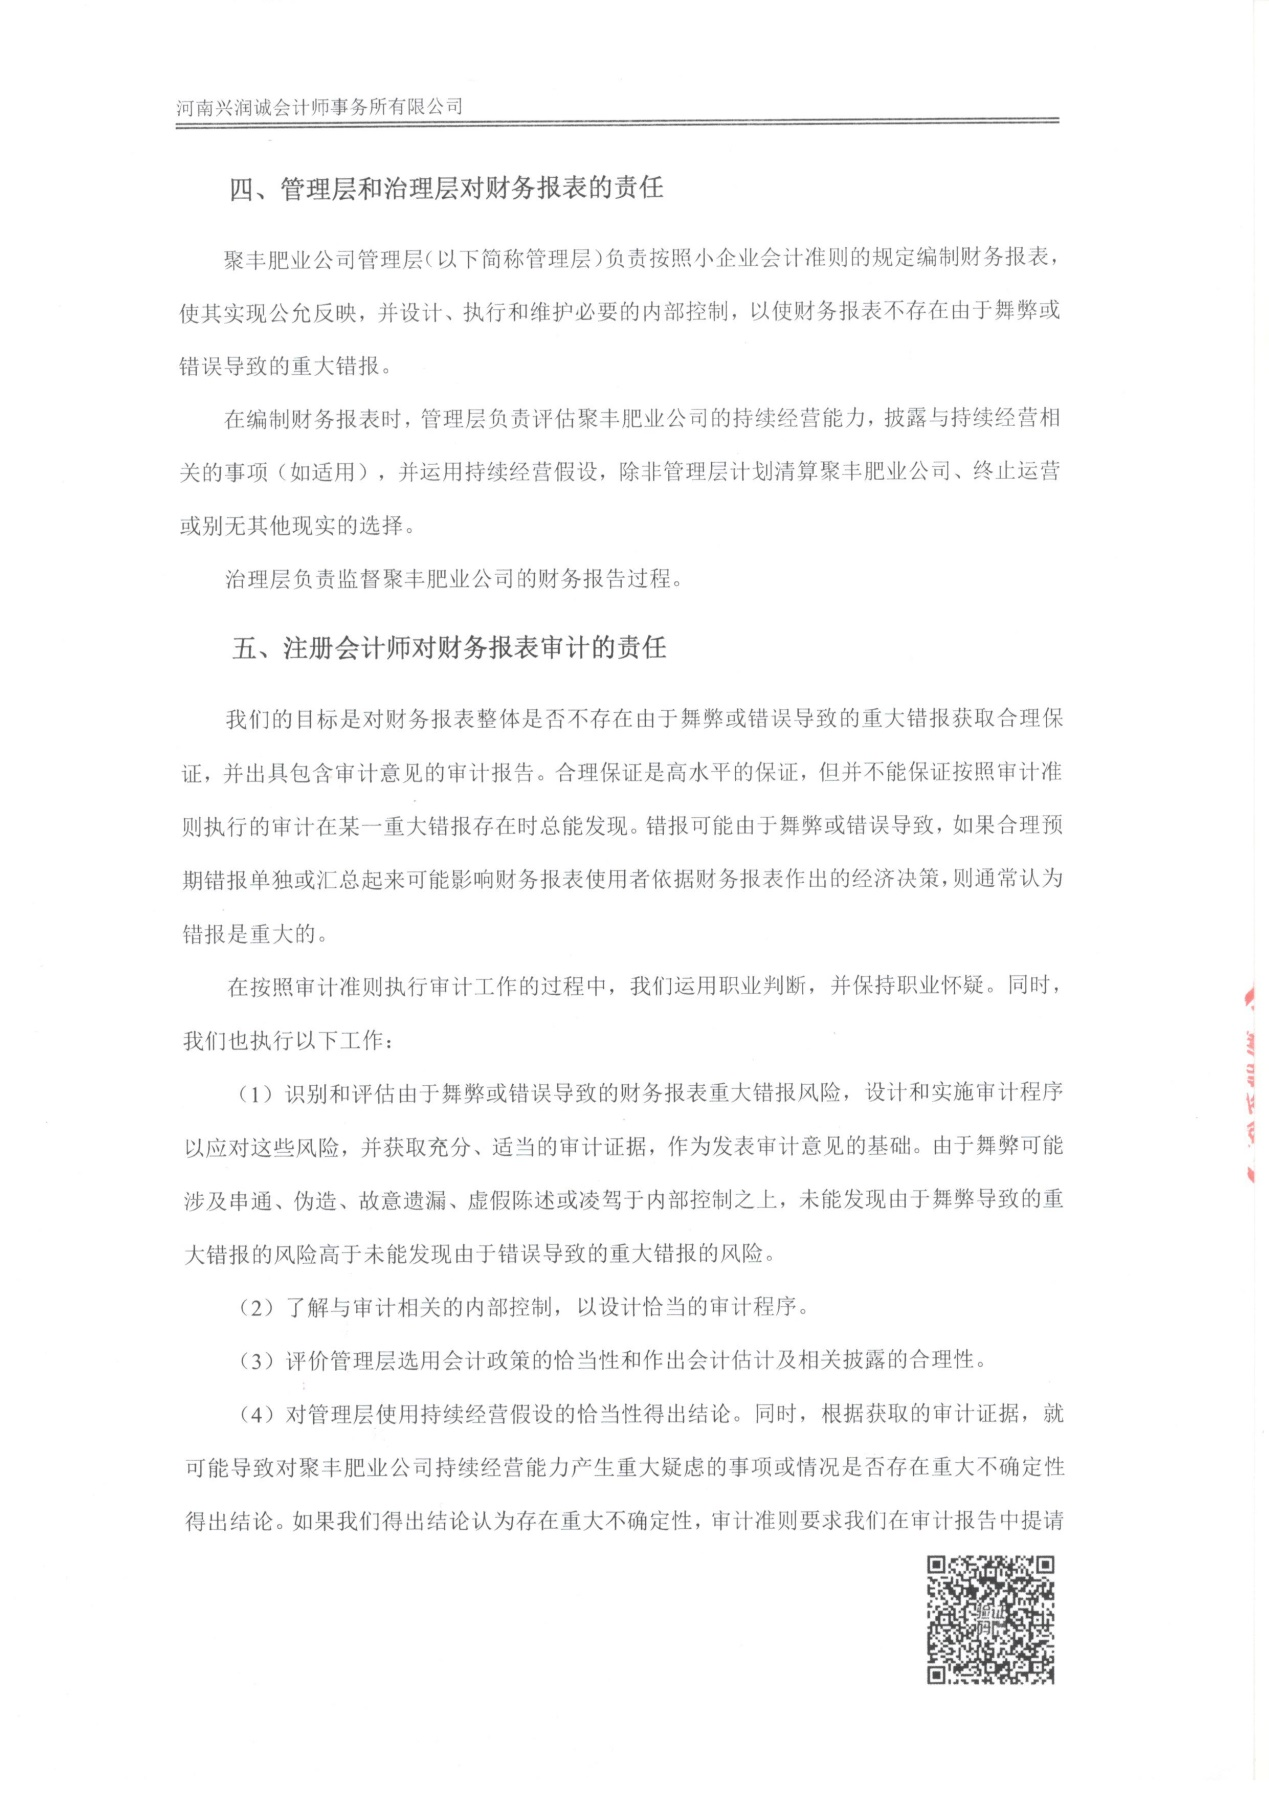 河南兴润诚会计师事务所有限公司
四、管理层和治理层对财务报表的责任
聚丰肥业公司管理层（以下简称管理层）负责按照小企业会计准则的规定编制财务报表，
使其实现公允反映，并设计、执行和维护必要的内部控制，以使财务报表不存在由于舞弊或
错误导致的重大错报。
在编制财务报表时，管理层负责评估聚丰肥业公司的持续经营能力，披露与持续经营相
关的事项（如适用），并运用持续经营假设，除非管理层计划清算聚丰肥业公司、终止运营
或别无其他现实的选择。
治理层负责监督聚丰肥业公司的财务报告过程。
五、注册会计师对财务报表审计的责任
我们的目标是对财务报表整体是否不存在由于舞弊或错误导致的重大错报获取合理保
证，并出具包含审计意见的审计报告。合理保证是高水平的保证，但并不能保证按照审计准
则执行的审计在某一重大错报存在时总能发现。错报可能由于舞弊或错误导致，如果合理预
期错报单独或汇总起来可能影响财务报表使用者依据财务报表作出的经济决策，则通常认为
错报是重大的。
在按照审计准则执行审计工作的过程中，我们运用职业判断，并保持职业怀疑。同时，
我们也执行以下工作：
（1）识别和评估由于舞弊或错误导致的财务报表重大错报风险，设计和实施审计程序
以应对这些风险，并获取充分、适当的审计证据，作为发表审计意见的基础。由于舞弊可能
涉及串通、伪造、故意遗漏、虚假陈述或凌驾于内部控制之上，未能发现由于舞弊导致的重
大错报的风险高于未能发现由于错误导致的重大错报的风险。
（2）了解与审计相关的内部控制，以设计恰当的审计程序。
（3）评价管理层选用会计政策的恰当性和作出会计估计及相关披露的合理性。
（4）对管理层使用持续经营假设的恰当性得出结论。同时，根据获取的审计证据，就
可能导致对聚丰肥业公司持续经营能力产生重大疑虑的事项或情况是否存在重大不确定性
得出结论。如果我们得出结论认为存在重大不确定性，审计准则要求我们在审计报告中提请
验证
码